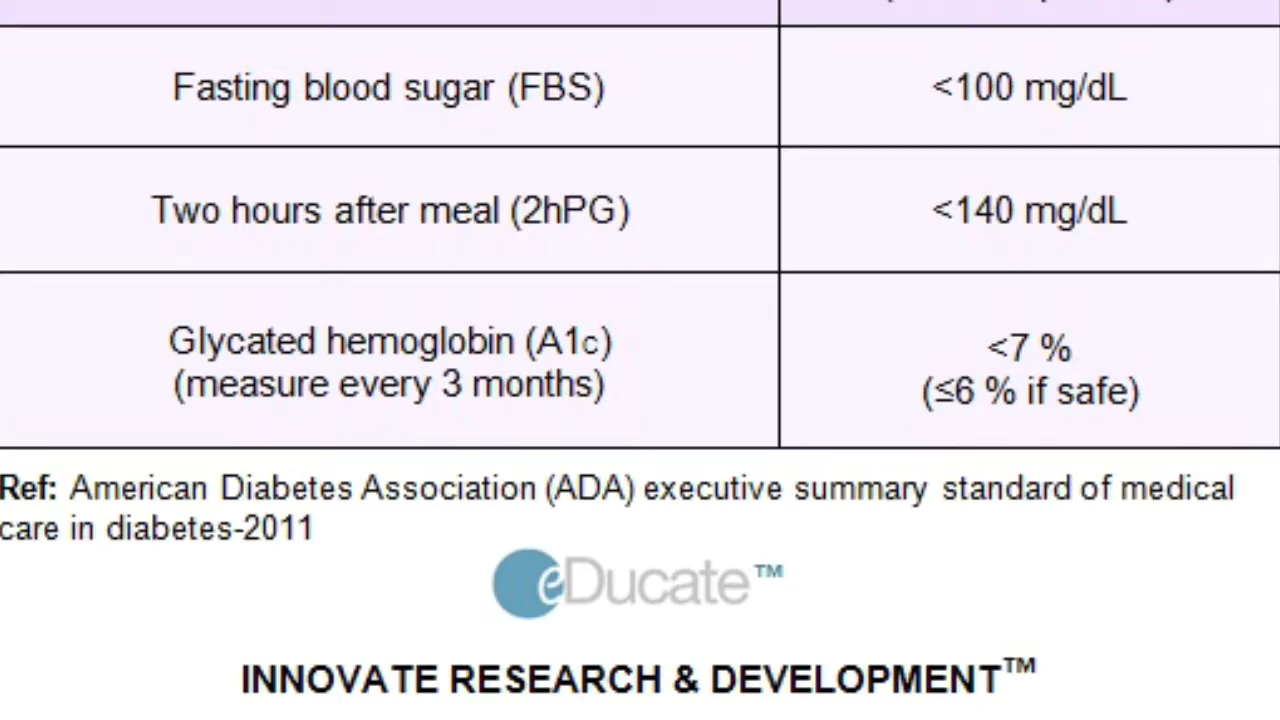 Fasting blood sugar (FBS)
<100 mg/dL
Two hours after meal (2hPG)
<140 mg/dL
Glycated hemoglobin (A1c)
(measure every 3 months)
<7 %
(≤6 % if safe)
Ref: American Diabetes Association (ADA) executive summary standard of medical
care in diabetes-2011
eDucate™
INNOVATE RESEARCH & DEVELOPMENT™